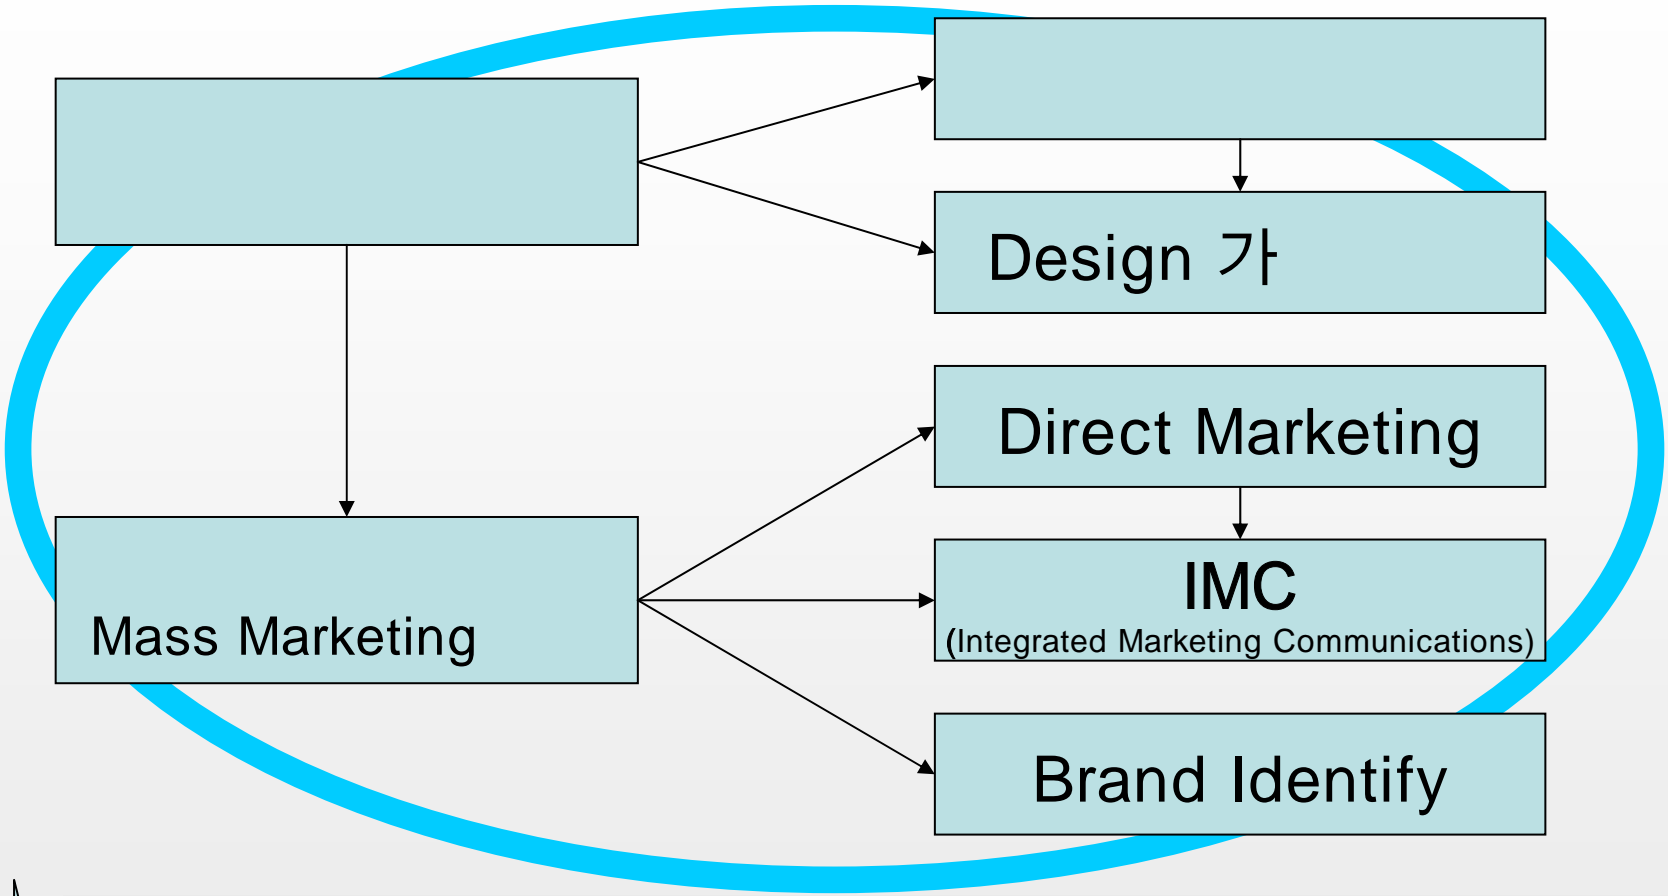 Design 가
Direct Marketing
Mass Marketing
IMC
(Integrated Marketing Communications)
Brand Identify